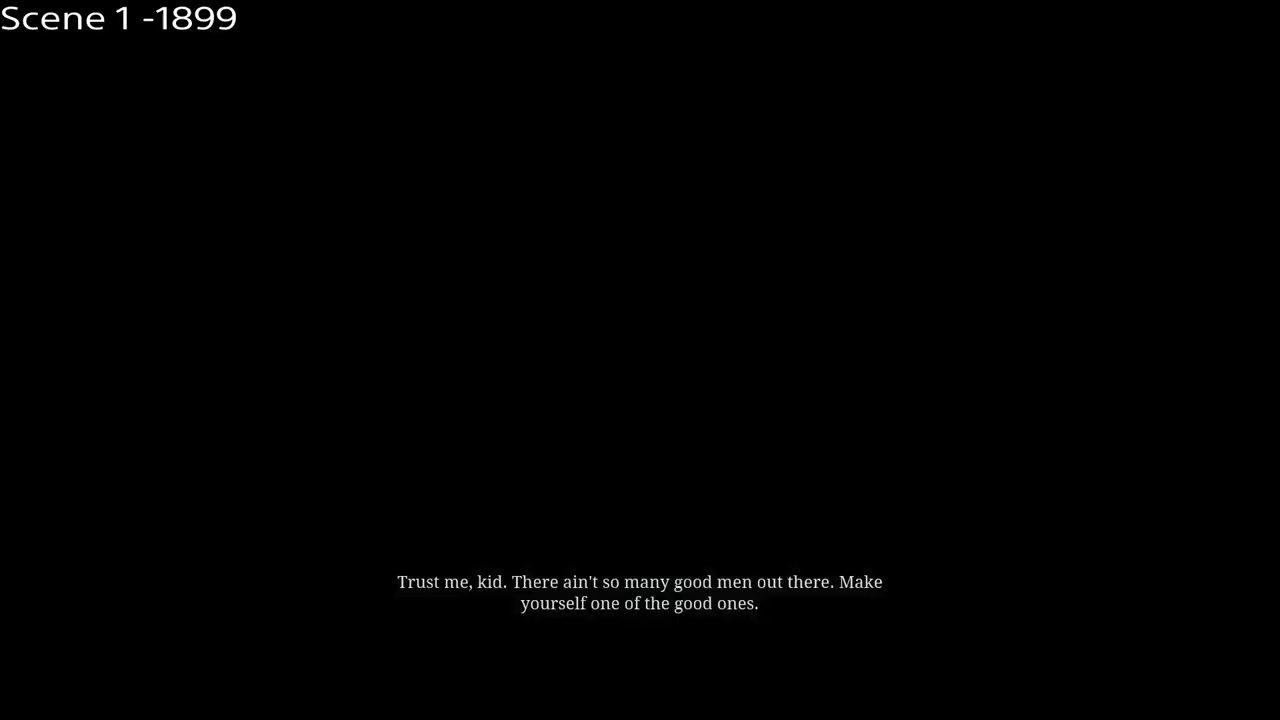 Scene 1 -1899
Trust me, kid. There ain't so many good men out there. Make
yourself one of the good ones.